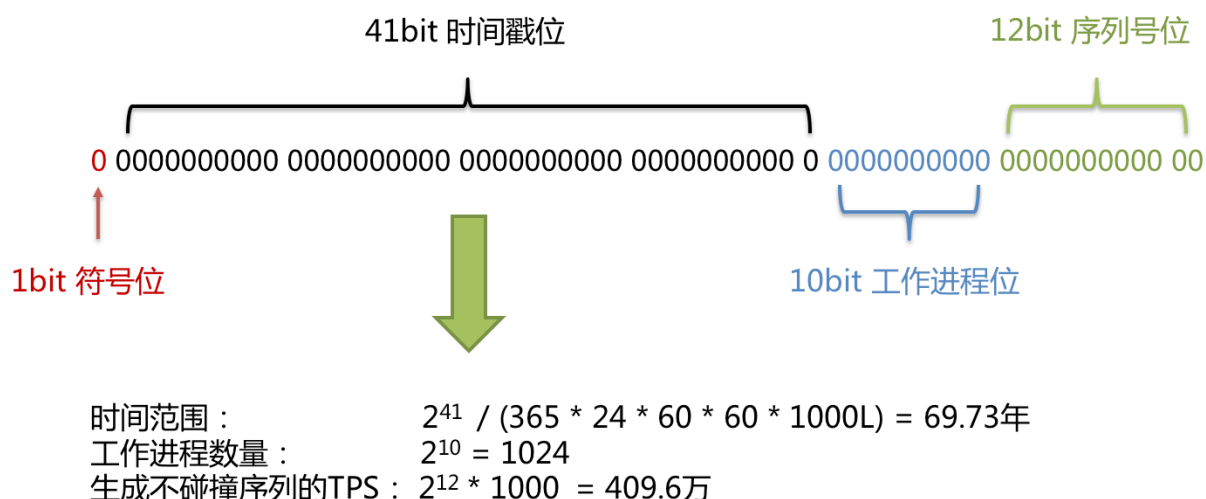 41bit 时间戳位
12bit 序列号位
0 0000000000 0000000000 0000000000 0000000000 0 0000000000 0000000000 00
1bit 符号位
10bit 工作进程位
时间范围： 2⁴¹ / (365 * 24 * 60 * 60 * 1000L) = 69.73年
工作进程数量： 2¹⁰ = 1024
生成不碰撞序列的TPS： 2¹² * 1000 = 409.6万